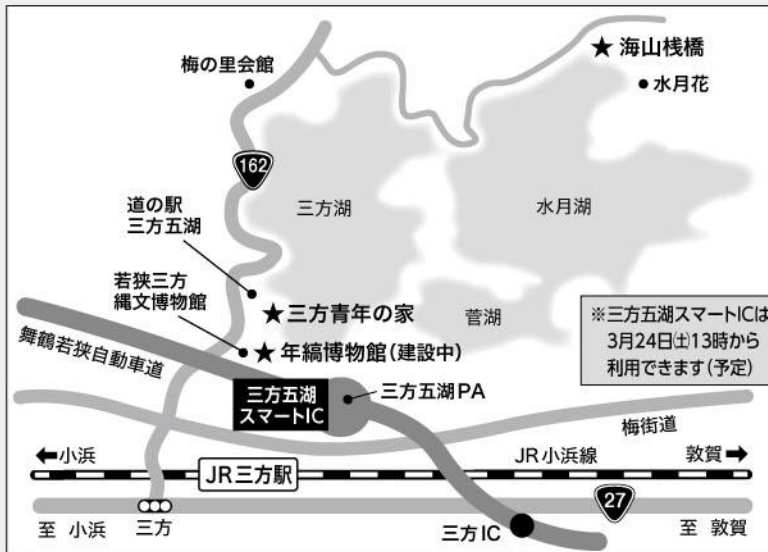 ★ 海山桟橋
梅の里会館
水月花
162
三方湖
水月湖
道の駅
三方五湖
若狭三方
縄文博物館
★三方青年の家
菅湖
★ 年縞博物館（建設中）
※三方五湖スマートICは
3月24日㈯13時から
利用できます（予定）
舞鶴若狭自動車道
三方五湖
スマートIC
三方五湖PA
梅街道
←小浜
JR小浜線
敦賀→
JR三方駅
27
至 小浜
三方
三方IC
至 敦賀